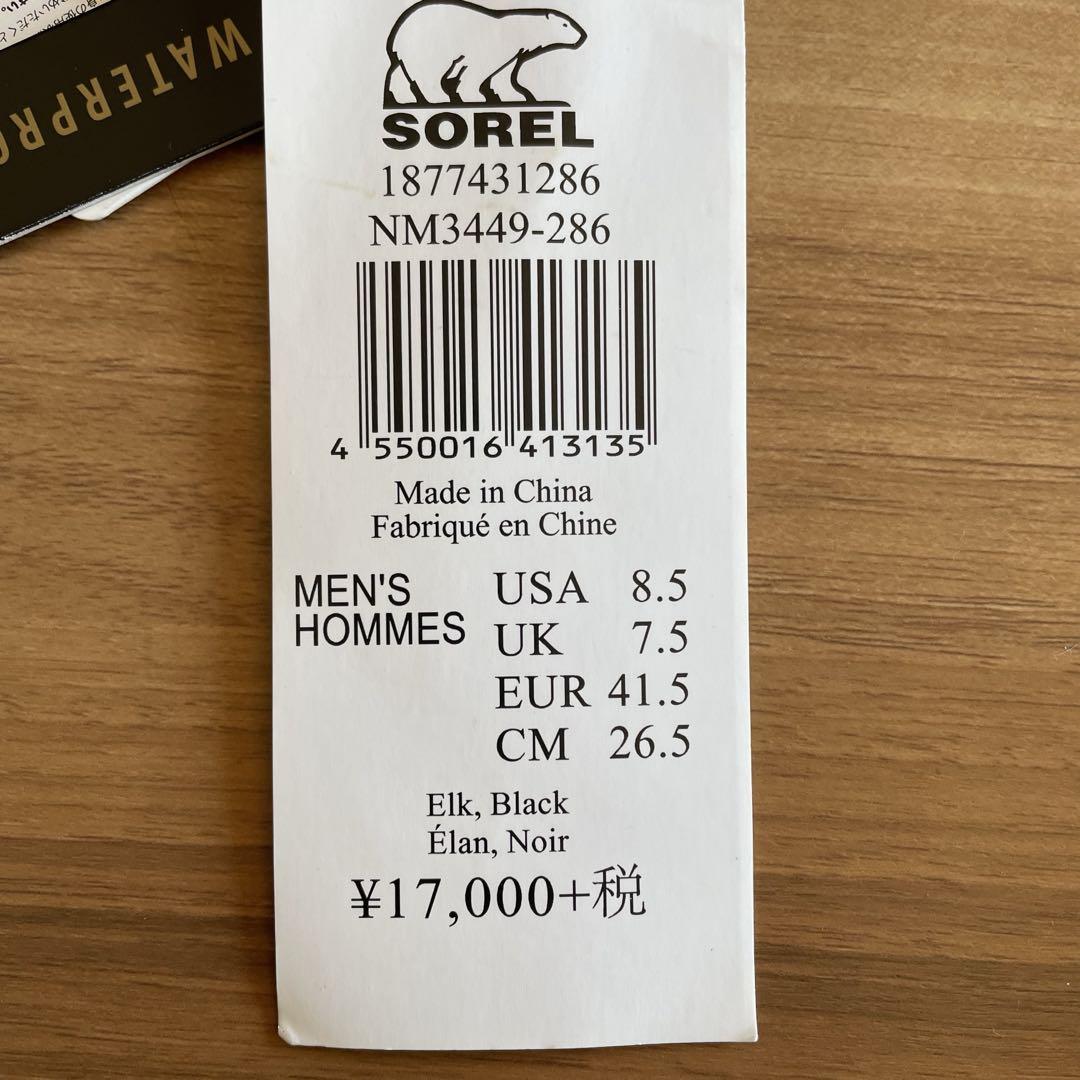 WATERPRO
SOREL
1877431286
NM3449-286
4 550016 413135
Made in China
Fabriqué en Chine
MEN'S
HOMMES
USA 8.5
UK 7.5
EUR 41.5
CM 26.5
Elk, Black
Élan, Noir
¥17,000+税